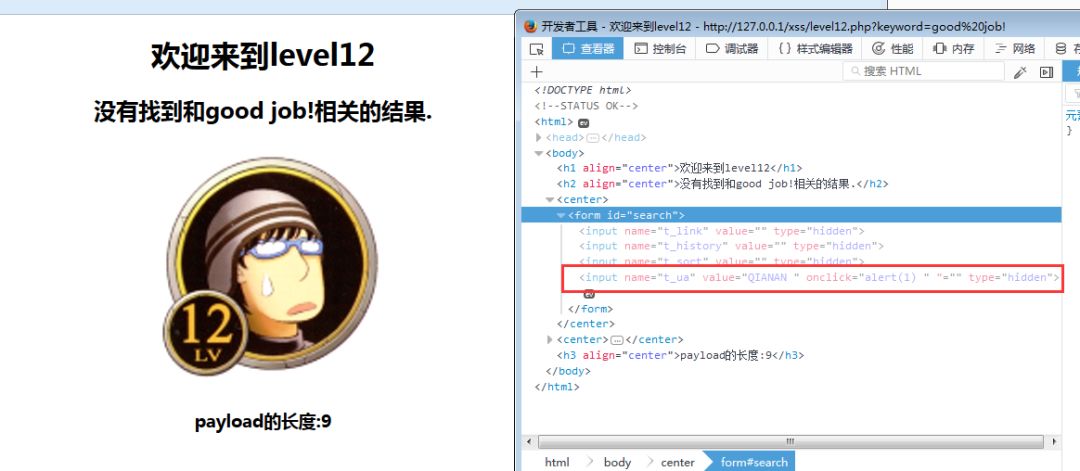 欢迎来到level12
没有找到和good job!相关的结果.
12
LV
payload的长度:9
开发者工具 - 欢迎来到level12 - http://127.0.0.1/xss/level12.php?keyword=good%20job!
查看器 控制台 调试器 {} 样式编辑器 性能 内存 网络
搜索 HTML
<!DOCTYPE html>
<!--STATUS OK-->
<html> ev
<head></head>
<body>
<h1 align="center">欢迎来到level12</h1>
<h2 align="center">没有找到和good job!相关的结果.</h2>
<center>
<form id="search">
<input name="t_link" value="" type="hidden">
<input name="t_history" value="" type="hidden">
<input name="t_sort" value="" type="hidden">
<input name="t_ua" value="QIANAN " onclick="alert(1) " "="" type="hidden">
ev
</form>
</center>
<center></center>
<h3 align="center">payload的长度:9</h3>
</body>
</html>
html body center form#search
}